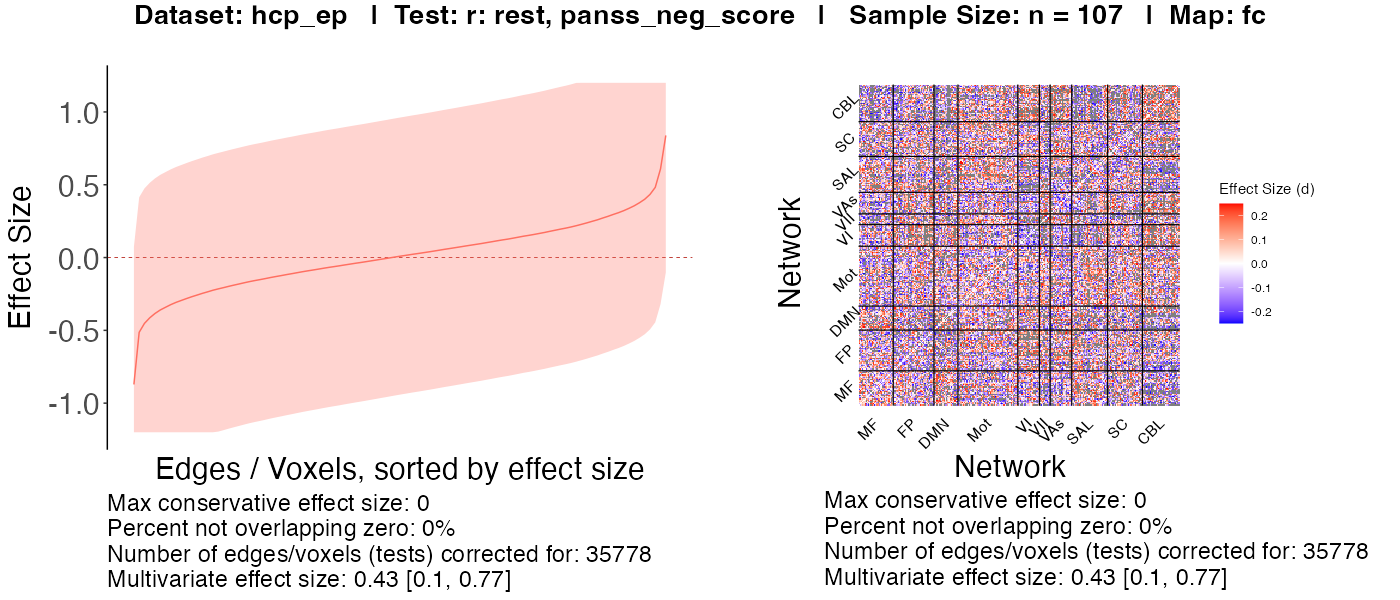 Dataset: hcp_ep | Test: r: rest, panss_neg_score | Sample Size: n = 107 | Map: fc
Effect Size
1.0
0.5
0.0
-0.5
-1.0
Edges / Voxels, sorted by effect size
Max conservative effect size: 0
Percent not overlapping zero: 0%
Number of edges/voxels (tests) corrected for: 35778
Multivariate effect size: 0.43 [0.1, 0.77]
Network
CBL
SC
SAL
VAs
VII
VI
Mot
DMN
FP
MF
MF
FP
DMN
Mot
VI
VII
VAs
SAL
SC
CBL
Network
Effect Size (d)
0.2
0.1
0.0
-0.1
-0.2
Max conservative effect size: 0
Percent not overlapping zero: 0%
Number of edges/voxels (tests) corrected for: 35778
Multivariate effect size: 0.43 [0.1, 0.77]